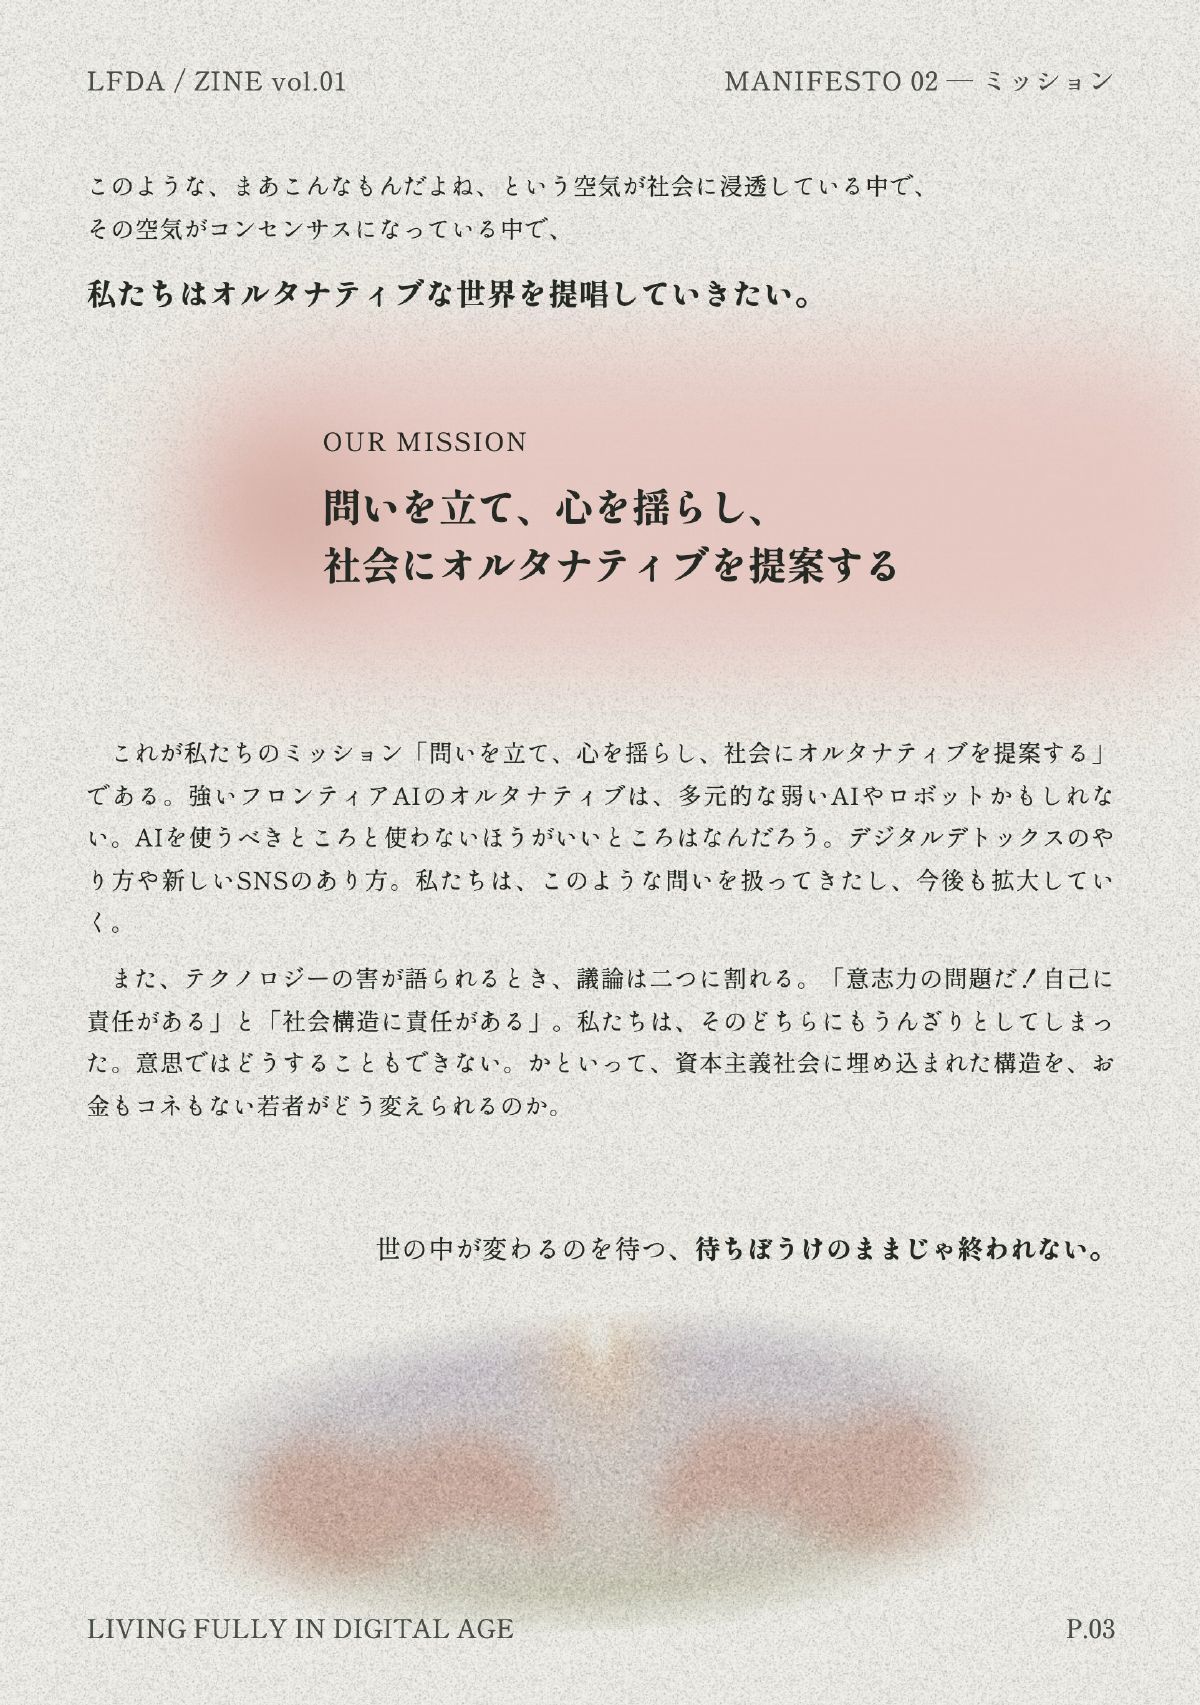 LFDA / ZINE vol.01
MANIFESTO 02 — ミッション
このような、まあこんなもんだよね、という空気が社会に浸透している中で、
その空気がコンセンサスになっている中で、
私たちはオルタナティブな世界を提唱していきたい。
OUR MISSION
問いを立て、心を揺らし、
社会にオルタナティブを提案する
これが私たちのミッション「問いを立て、心を揺らし、社会にオルタナティブを提案する」
である。強いフロンティアAIのオルタナティブは、多元的な弱いAIやロボットかもしれな
い。AIを使うべきところと使わないほうがいいところはなんだろう。デジタルデトックスのや
り方や新しいSNSのあり方。私たちは、このような問いを扱ってきたし、今後も拡大してい
く。
また、テクノロジーの害が語られるとき、議論は二つに割れる。「意志力の問題だ！自己に
責任がある」と「社会構造に責任がある」。私たちは、そのどちらにもうんざりとしてしまっ
た。意思ではどうすることもできない。かといって、資本主義社会に埋め込まれた構造を、お
金もコネもない若者がどう変えられるのか。
世の中が変わるのを待つ、待ちぼうけのままじゃ終われない。
LIVING FULLY IN DIGITAL AGE
P.03